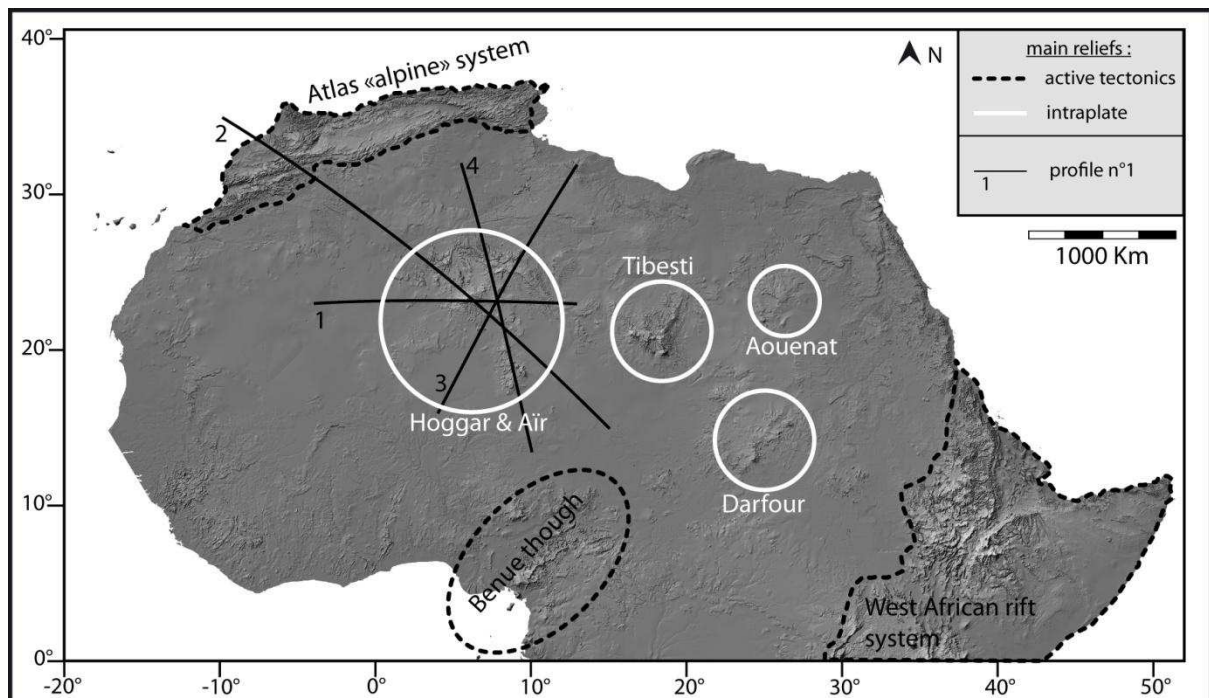 40°
30°
20°
10°
0°
-20°
-10°
0°
10°
20°
30°
40°
50°
Atlas «alpine» system
N
main reliefs :
active tectonics
intraplate
1
profile n°1
1000 Km
2
4
1
3
Hoggar & Aïr
Tibesti
Aouenat
Darfour
Benue though
West African rift
system